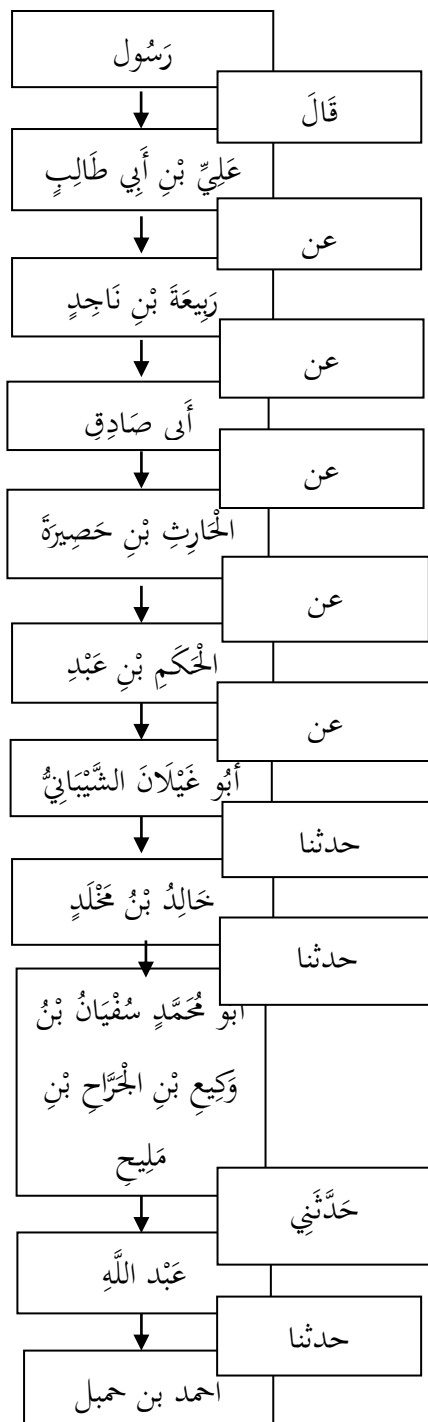 رَسُول
قَالَ
عَلِيِّ بْنِ أَبِي طَالِبٍ
عن
رَبِيعَةَ بْنِ نَاجِدٍ
عن
أَبِى صَادِقٍ
عن
الْحَارِثِ بْنِ حَصِيرَةَ
عن
الْحَكَمِ بْنِ عَبْدِ
عن
أَبُو غَيْلَانَ الشَّيْبَانِيُّ
حدثنا
خَالِدُ بْنُ مَخْلَدٍ
حدثنا
أبو مُحَمَّدٍ سُفْيَانُ بْنُ
وَكِيعِ بْنِ الْجَرَّاحِ بْنِ
مَلِيحِ
حَدَّثَنِي
عَبْد اللَّهِ
حدثنا
احمد بن حمبل